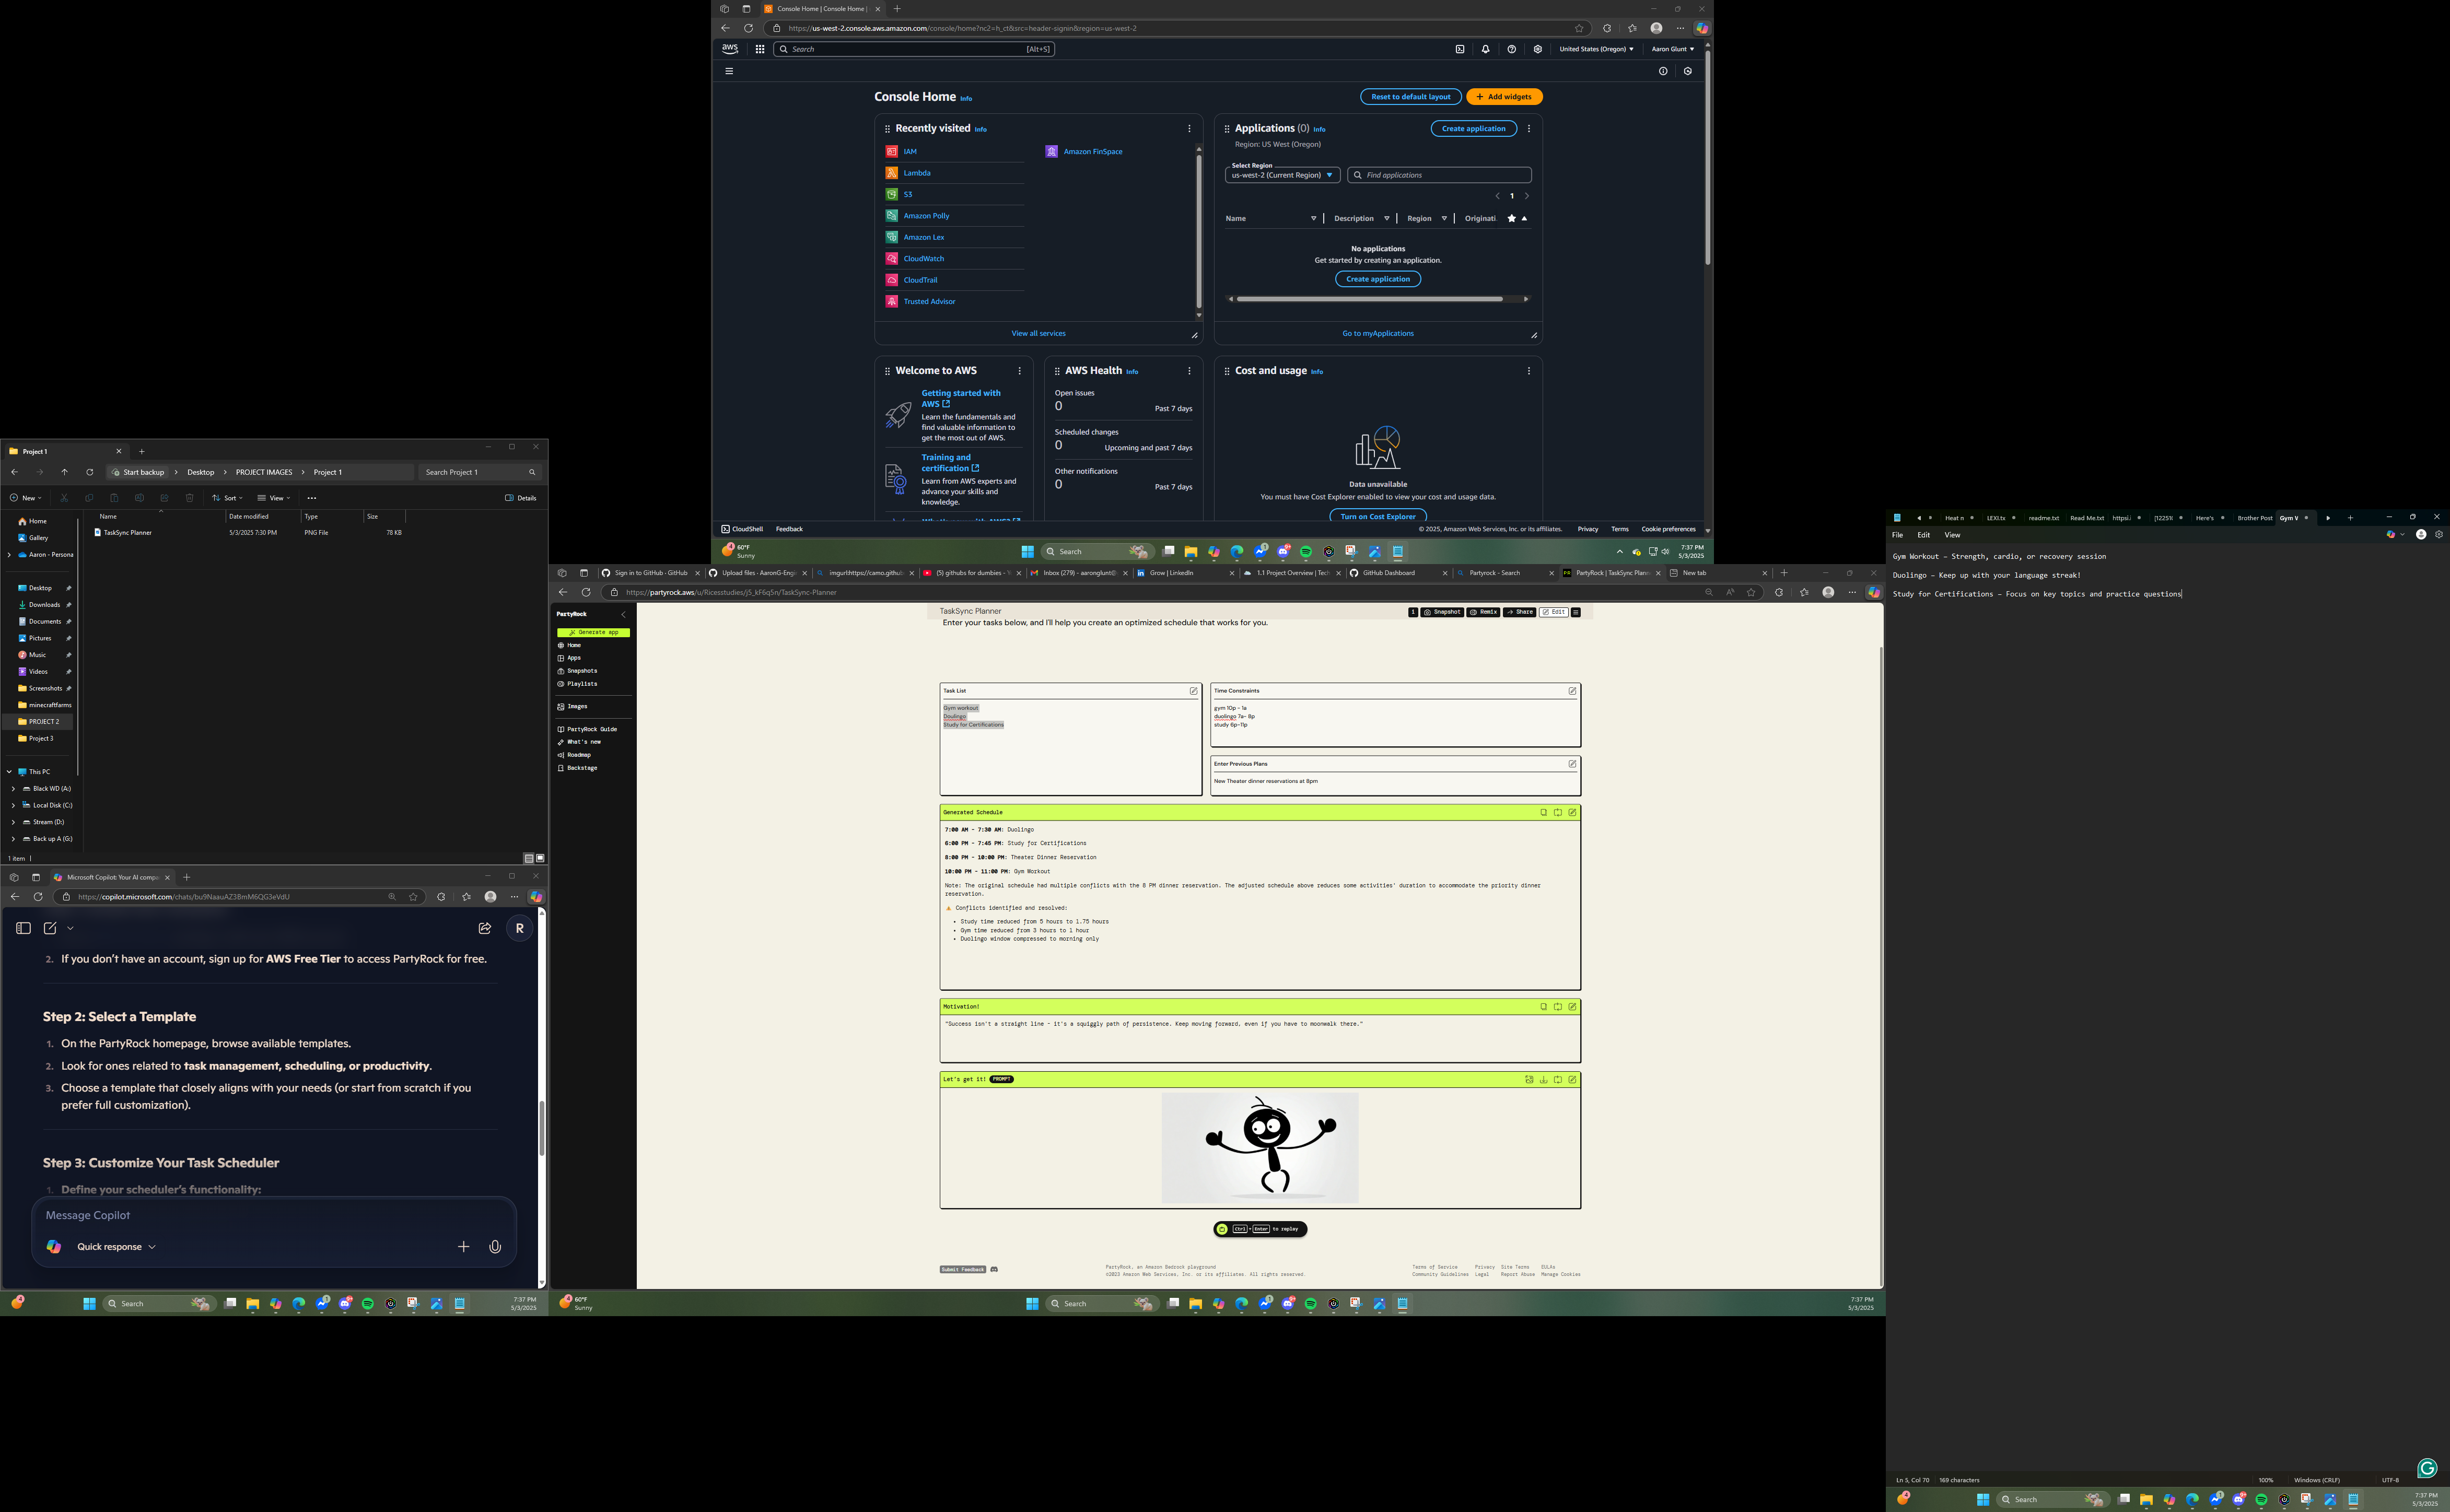 Console Home | Console Home |
https://us-west-2.console.aws.amazon.com/console/home?nc2=h_ct&src=header-signin&region=us-west-2
aws
Search
[Alt+S]
United States (Oregon)
Aaron Glunt
Console Home Info
Reset to default layout
+ Add widgets
Recently visited Info
IAM
Lambda
S3
Amazon Polly
Amazon Lex
CloudWatch
CloudTrail
Trusted Advisor
Amazon FinSpace
View all services
Applications (0) Info
Create application
Region: US West (Oregon)
Select Region
us-west-2 (Current Region)
Find applications
1
Name
Description
Region
Originati
No applications
Get started by creating an application.
Create application
Go to myApplications
Welcome to AWS
Getting started with
AWS
Learn the fundamentals and
find valuable information to
get the most out of AWS.
Training and
certification
Learn from AWS experts and
advance your skills and
knowledge.
AWS Health Info
Open issues
0
Past 7 days
Scheduled changes
0
Upcoming and past 7 days
Other notifications
0
Past 7 days
Cost and usage Info
Data unavailable
You must have Cost Explorer enabled to view your cost and usage data.
Turn on Cost Explorer
CloudShell
Feedback
© 2025, Amazon Web Services, Inc. or its affiliates.
Privacy
Terms
Cookie preferences
60°F
Sunny
Search
7:37 PM
5/3/2025
Project 1
Start backup > Desktop > PROJECT IMAGES > Project 1
Search Project 1
New
Sort
View
Details
Name
Date modified
Type
Size
TaskSync Planner
5/3/2025 7:30 PM
PNG File
78 KB
Home
Gallery
Aaron - Persona
Desktop
Downloads
Documents
Pictures
Music
Videos
Screenshots
minecraftfarms
PROJECT 2
Project 3
This PC
Black WD (A:)
Local Disk (C:)
Stream (D:)
Back up A (G:)
1 item
Microsoft Copilot: Your AI compa
https://copilot.microsoft.com/chats/bu9NaauAZ3BmM6QG3eVdU
R
2. If you don't have an account, sign up for AWS Free Tier to access PartyRock for free.
Step 2: Select a Template
1. On the PartyRock homepage, browse available templates.
2. Look for ones related to task management, scheduling, or productivity.
3. Choose a template that closely aligns with your needs (or start from scratch if you
prefer full customization).
Step 3: Customize Your Task Scheduler
1. Define your scheduler's functionality:
Message Copilot
Quick response
Search
7:37 PM
5/3/2025
Sign in to GitHub · GitHub
Upload files · AaronG-Engi
imgurl:https://camo.github
(5) githubs for dumbies -
Inbox (279) - aaronglunt@
Grow | LinkedIn
1.1 Project Overview | Tech
GitHub Dashboard
Partyrock - Search
PartyRock | TaskSync Plann
New tab
https://partyrock.aws/u/Ricesstudies/j5_kF6q5n/TaskSync-Planner
PartyRock
Generate app
Home
Apps
Snapshots
Playlists
Images
PartyRock Guide
What's new
Roadmap
Backstage
TaskSync Planner
1
Snapshot
Remix
Share
Edit
Enter your tasks below, and I'll help you create an optimized schedule that works for you.
Task List
Gym workout
Doulingo
Study for Certifications
Time Constraints
gym 10p - 1a
duolingo 7a- 8p
study 6p-11p
Enter Previous Plans
New Theater dinner reservations at 8pm
Generated Schedule
7:00 AM - 7:30 AM: Duolingo
6:00 PM - 7:45 PM: Study for Certifications
8:00 PM - 10:00 PM: Theater Dinner Reservation
10:00 PM - 11:00 PM: Gym Workout
Note: The original schedule had multiple conflicts with the 8 PM dinner reservation. The adjusted schedule above reduces some activities' duration to accommodate the priority dinner
reservation.
⚠ Conflicts identified and resolved:
• Study time reduced from 5 hours to 1.75 hours
• Gym time reduced from 3 hours to 1 hour
• Duolingo window compressed to morning only
Motivation!
"Success isn't a straight line - it's a squiggly path of persistence. Keep moving forward, even if you have to moonwalk there."
Let's get it! PROMPT
Ctrl + Enter to replay
Submit Feedback
PartyRock, an Amazon Bedrock playground
©2023 Amazon Web Services, Inc. or its affiliates. All rights reserved.
Terms of Service Privacy Site Terms EULAs
Community Guidelines Legal Report Abuse Manage Cookies
60°F
Sunny
Search
7:37 PM
5/3/2025
Heat n
LEXI.tx
readme.txt
Read Me.txt
https:/
[1225%
Here's
Brother Post
Gym V
File
Edit
View
Gym Workout – Strength, cardio, or recovery session
Duolingo – Keep up with your language streak!
Study for Certifications – Focus on key topics and practice questions
Ln 5, Col 70
169 characters
100%
Windows (CRLF)
UTF-8
Search
7:37 PM
5/3/2025